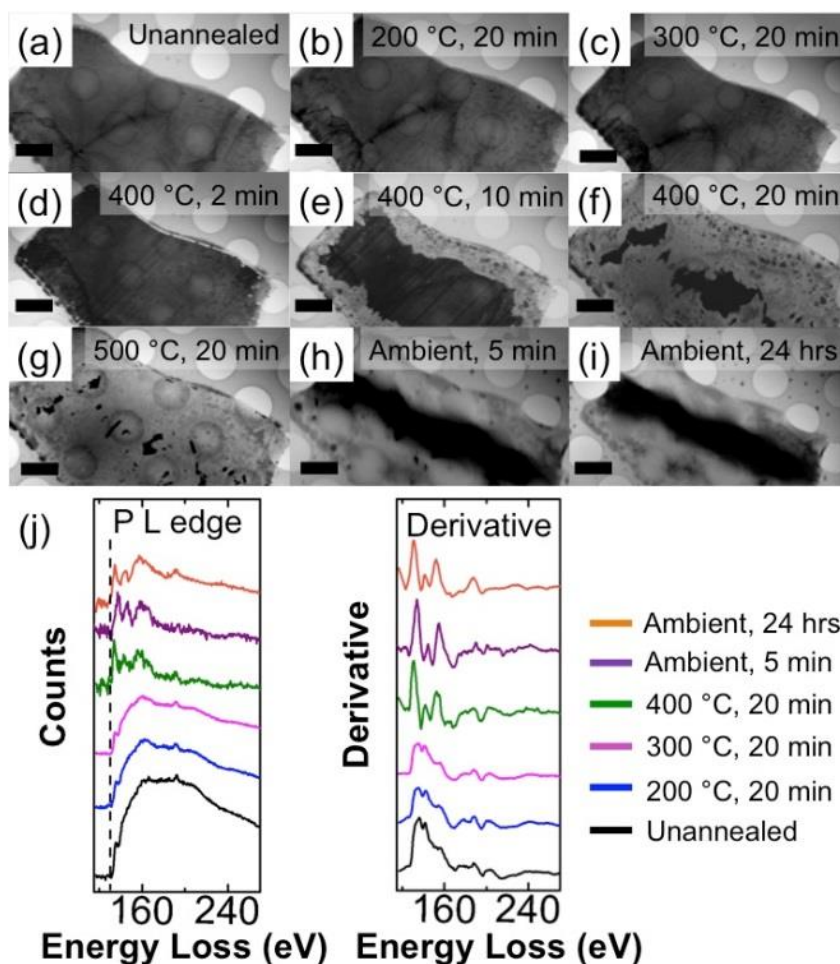 (a) Unannealed
(b) 200 °C, 20 min
(c) 300 °C, 20 min
(d) 400 °C, 2 min
(e) 400 °C, 10 min
(f) 400 °C, 20 min
(g) 500 °C, 20 min
(h) Ambient, 5 min
(i) Ambient, 24 hrs
(j)
P L edge
Counts
160 240
Energy Loss (eV)
Derivative
Derivative
160 240
Energy Loss (eV)
Ambient, 24 hrs
Ambient, 5 min
400 °C, 20 min
300 °C, 20 min
200 °C, 20 min
Unannealed